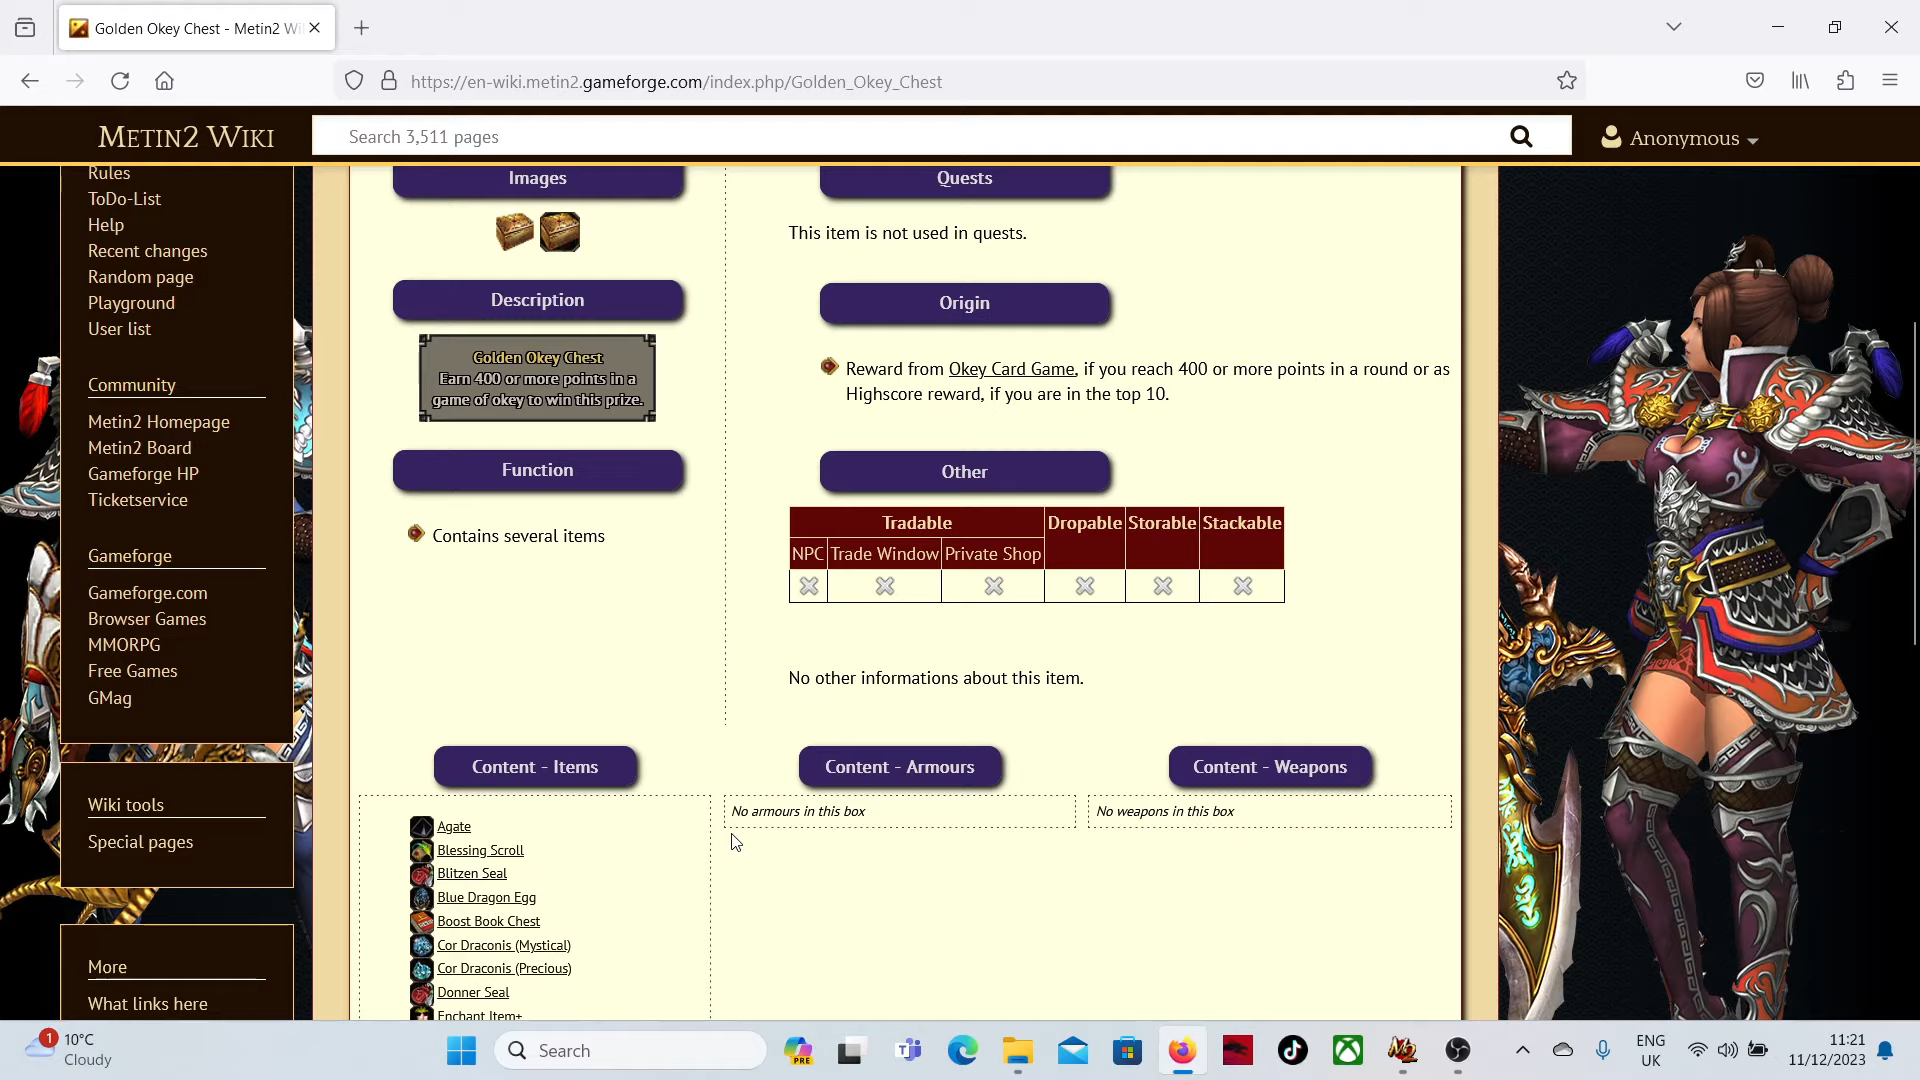 Golden Okey Chest - Metin2 Wi
https://en-wiki.metin2.gameforge.com/index.php/Golden_Okey_Chest
Metin2 Wiki
Search 3,511 pages
Anonymous
Rules
ToDo-List
Help
Recent changes
Random page
Playground
User list
Community
Metin2 Homepage
Metin2 Board
Gameforge HP
Ticketservice
Gameforge
Gameforge.com
Browser Games
MMORPG
Free Games
GMag
Wiki tools
Special pages
More
What links here
Images
Description
Golden Okey Chest
Earn 400 or more points in a
game of okey to win this prize.
Function
Contains several items
Quests
This item is not used in quests.
Origin
Reward from Okey Card Game, if you reach 400 or more points in a round or as
Highscore reward, if you are in the top 10.
Other
Tradable Dropable Storable Stackable
NPC Trade Window Private Shop
No other informations about this item.
Content - Items
Agate
Blessing Scroll
Blitzen Seal
Blue Dragon Egg
Boost Book Chest
Cor Draconis (Mystical)
Cor Draconis (Precious)
Donner Seal
Enchant Item+
Content - Armours
No armours in this box
Content - Weapons
No weapons in this box
1
10°C
Cloudy
Search
PRE
ENG
UK
11:21
11/12/2023